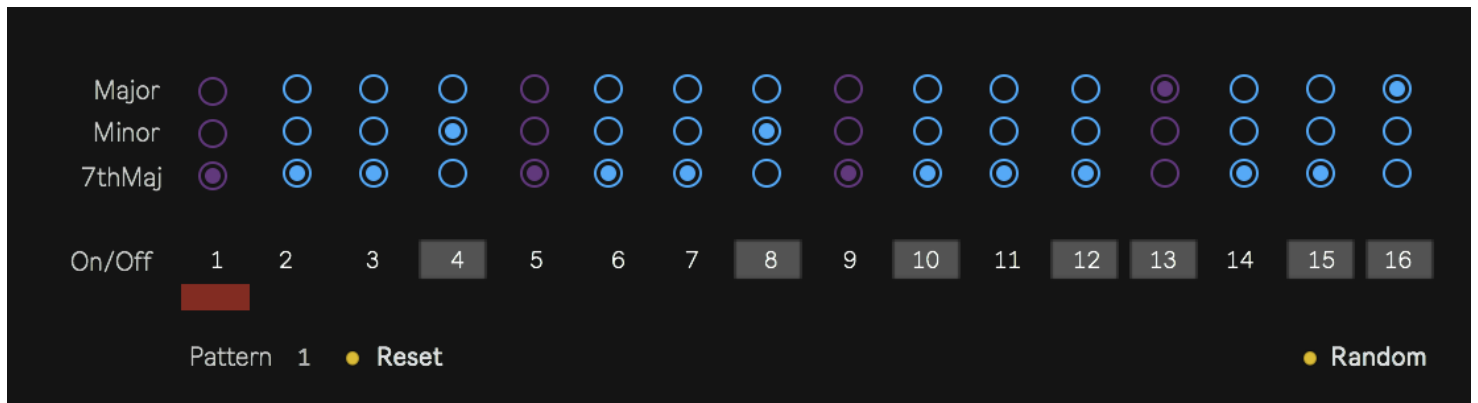 Major
Minor
7thMaj
On/Off 1 2 3 4 5 6 7 8 9 10 11 12 13 14 15 16
Pattern 1 Reset Random